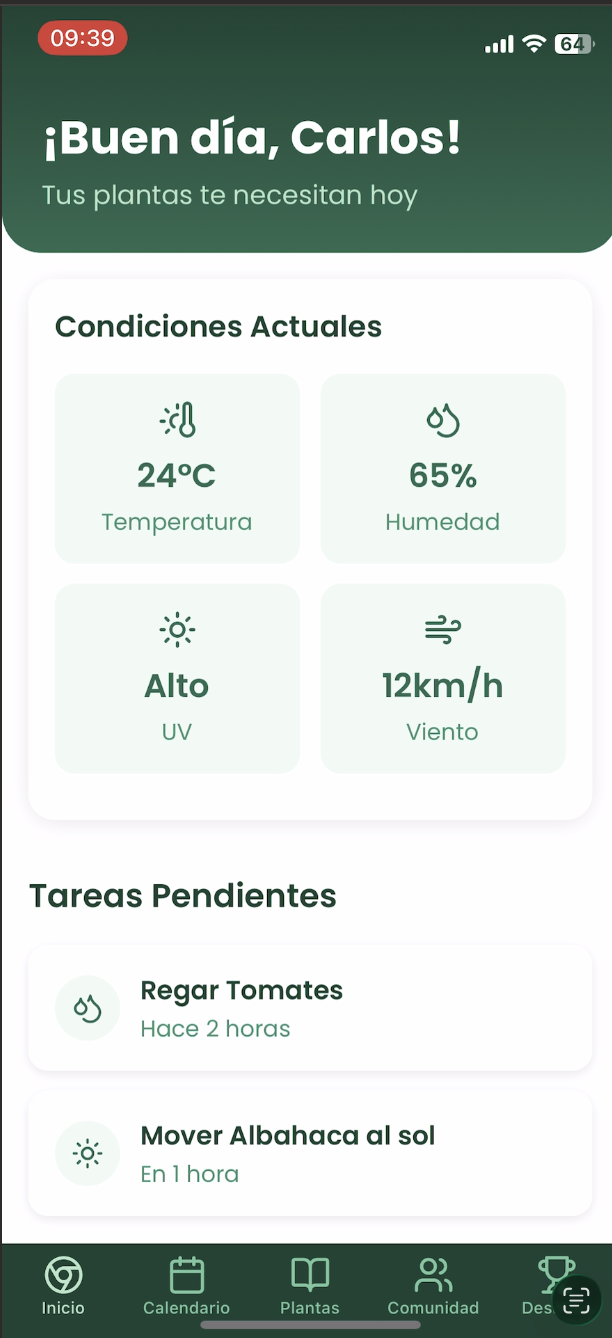 09:39
64
¡Buen día, Carlos!
Tus plantas te necesitan hoy
Condiciones Actuales
24°C
Temperatura
65%
Humedad
Alto
UV
12km/h
Viento
Tareas Pendientes
Regar Tomates
Hace 2 horas
Mover Albahaca al sol
En 1 hora
Inicio
Calendario
Plantas
Comunidad
Des